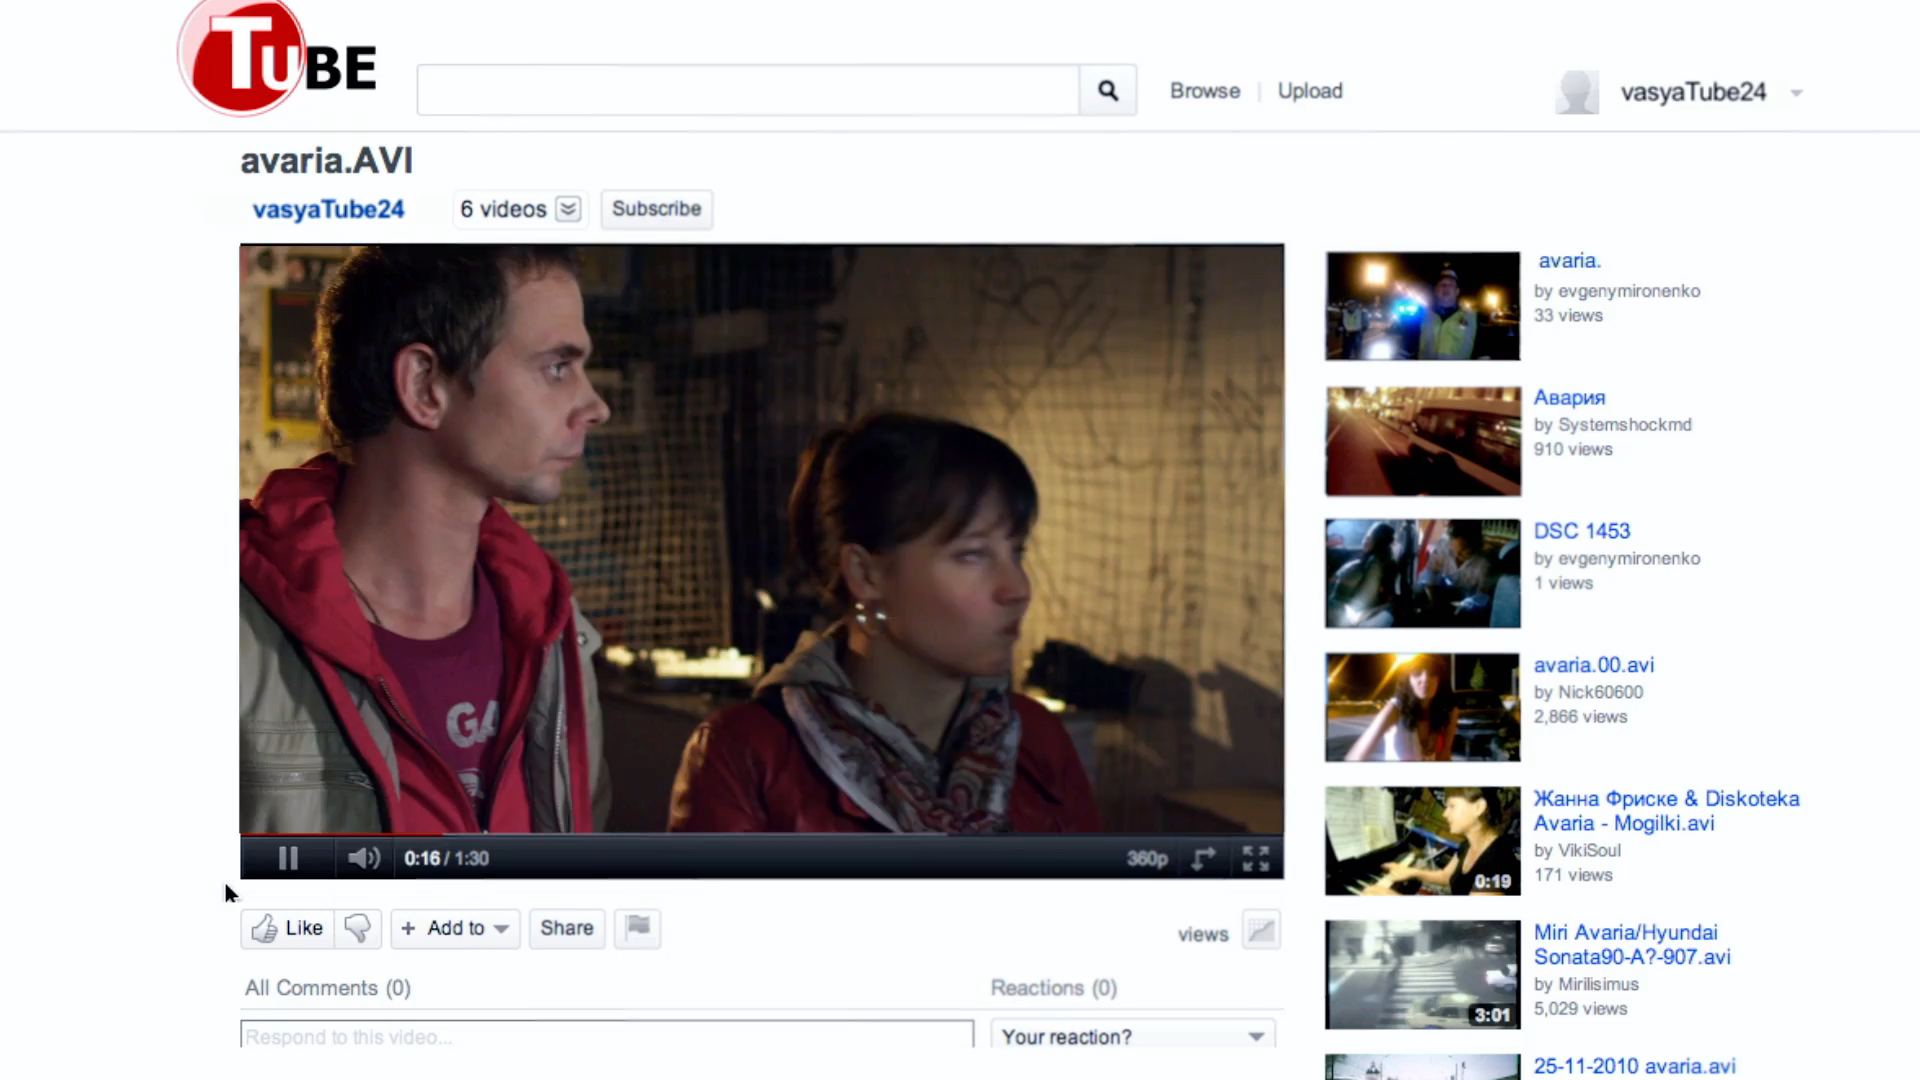 TUBE
Browse | Upload
vasyaTube24
avaria.AVI
vasyaTube24
6 videos
Subscribe
GA
0:16 / 1:30
360p
Like
+ Add to
Share
views
All Comments (0)
Reactions (0)
Respond to this video...
Your reaction?
avaria.
by evgenymironenko
33 views
Авария
by Systemshockmd
910 views
DSC 1453
by evgenymironenko
1 views
avaria.00.avi
by Nick60600
2,866 views
0:19
Жанна Фриске & Diskoteka
Avaria - Mogilki.avi
by VikiSoul
171 views
3:01
Miri Avaria/Hyundai
Sonata90-A?-907.avi
by Mirilisimus
5,029 views
25-11-2010 avaria.avi